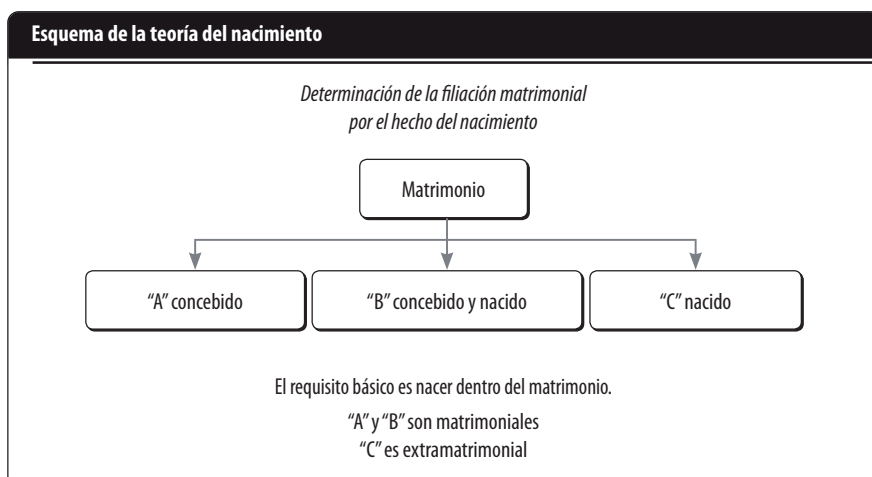 Esquema de la teoría del nacimiento
Determinación de la filiación matrimonial
por el hecho del nacimiento
Matrimonio
“A” concebido
“B” concebido y nacido
“C” nacido
El requisito básico es nacer dentro del matrimonio.
“A” y “B” son matrimoniales
“C” es extramatrimonial